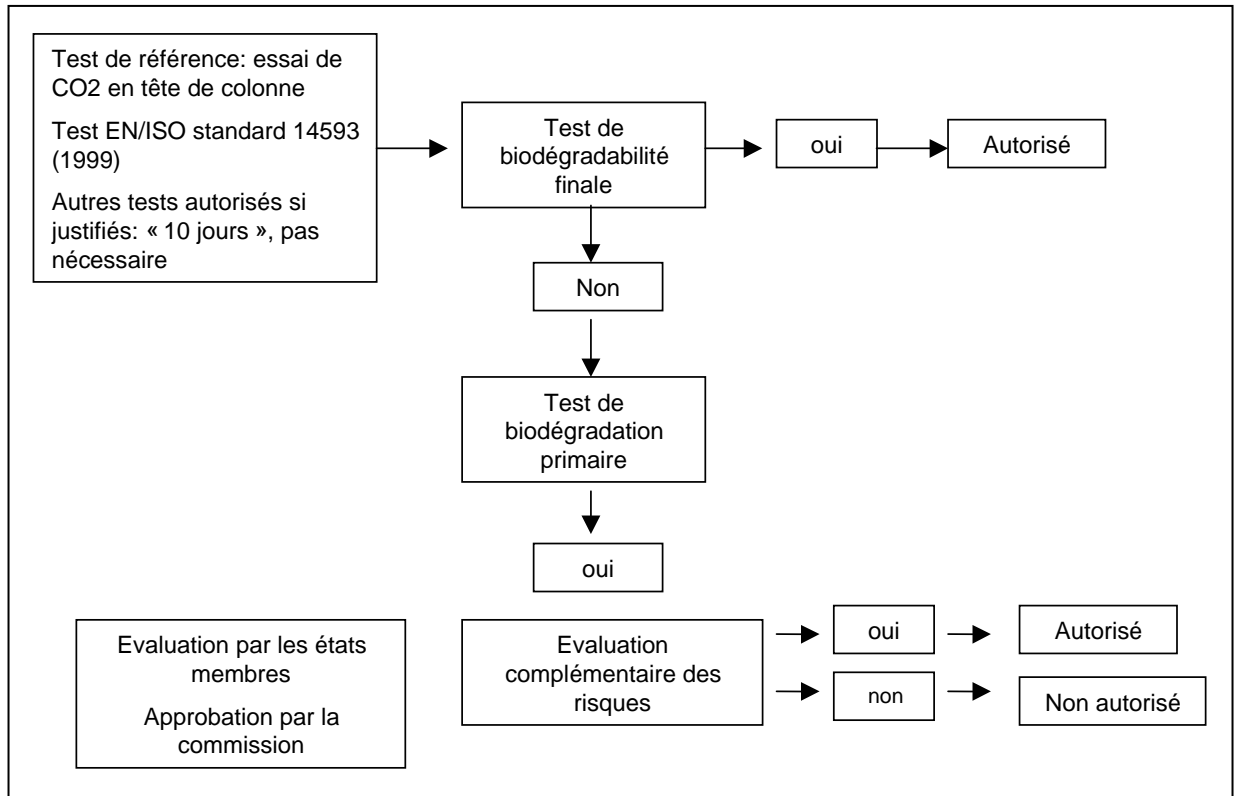 Test de référence: essai de
CO2 en tête de colonne
Test EN/ISO standard 14593
(1999)
Autres tests autorisés si
justifiés: « 10 jours », pas
nécessaire
Test de
biodégradabilité
finale
oui
Autorisé
Non
Test de
biodégradation
primaire
oui
Evaluation par les états
membres
Approbation par la
commission
Evaluation
complémentaire des
risques
oui
Autorisé
non
Non autorisé